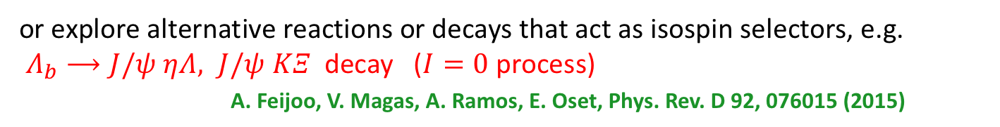 or explore alternative reactions or decays that act as isospin selectors, e.g.
Λb ⟶ J/ψ ηΛ, J/ψ KΞ decay (I = 0 process)
A. Feijoo, V. Magas, A. Ramos, E. Oset, Phys. Rev. D 92, 076015 (2015)